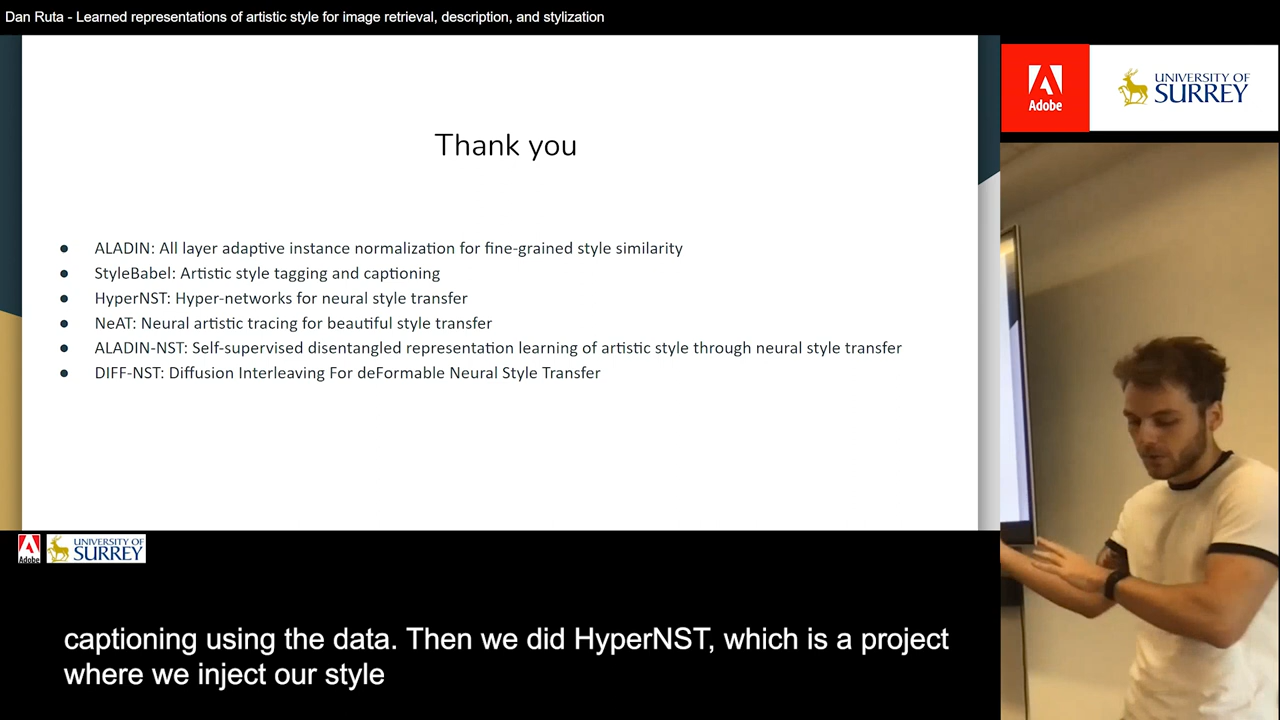 Dan Ruta - Learned representations of artistic style for image retrieval, description, and stylization
Thank you
ALADIN: All layer adaptive instance normalization for fine-grained style similarity
StyleBabel: Artistic style tagging and captioning
HyperNST: Hyper-networks for neural style transfer
NeAT: Neural artistic tracing for beautiful style transfer
ALADIN-NST: Self-supervised disentangled representation learning of artistic style through neural style transfer
DIFF-NST: Diffusion Interleaving For deFormable Neural Style Transfer
Adobe
UNIVERSITY OF
SURREY
Adobe
UNIVERSITY OF
SURREY
captioning using the data. Then we did HyperNST, which is a project
where we inject our style